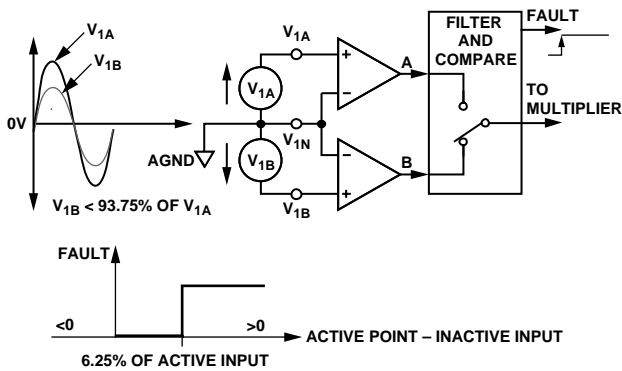 V1A
V1B
0V
V1B < 93.75% OF V1A
V1A
V1A
V1N
AGND
V1B
V1B
+
–
–
+
A
B
FILTER
AND
COMPARE
FAULT
TO
MULTIPLIER
FAULT
<0
>0
ACTIVE POINT – INACTIVE INPUT
6.25% OF ACTIVE INPUT